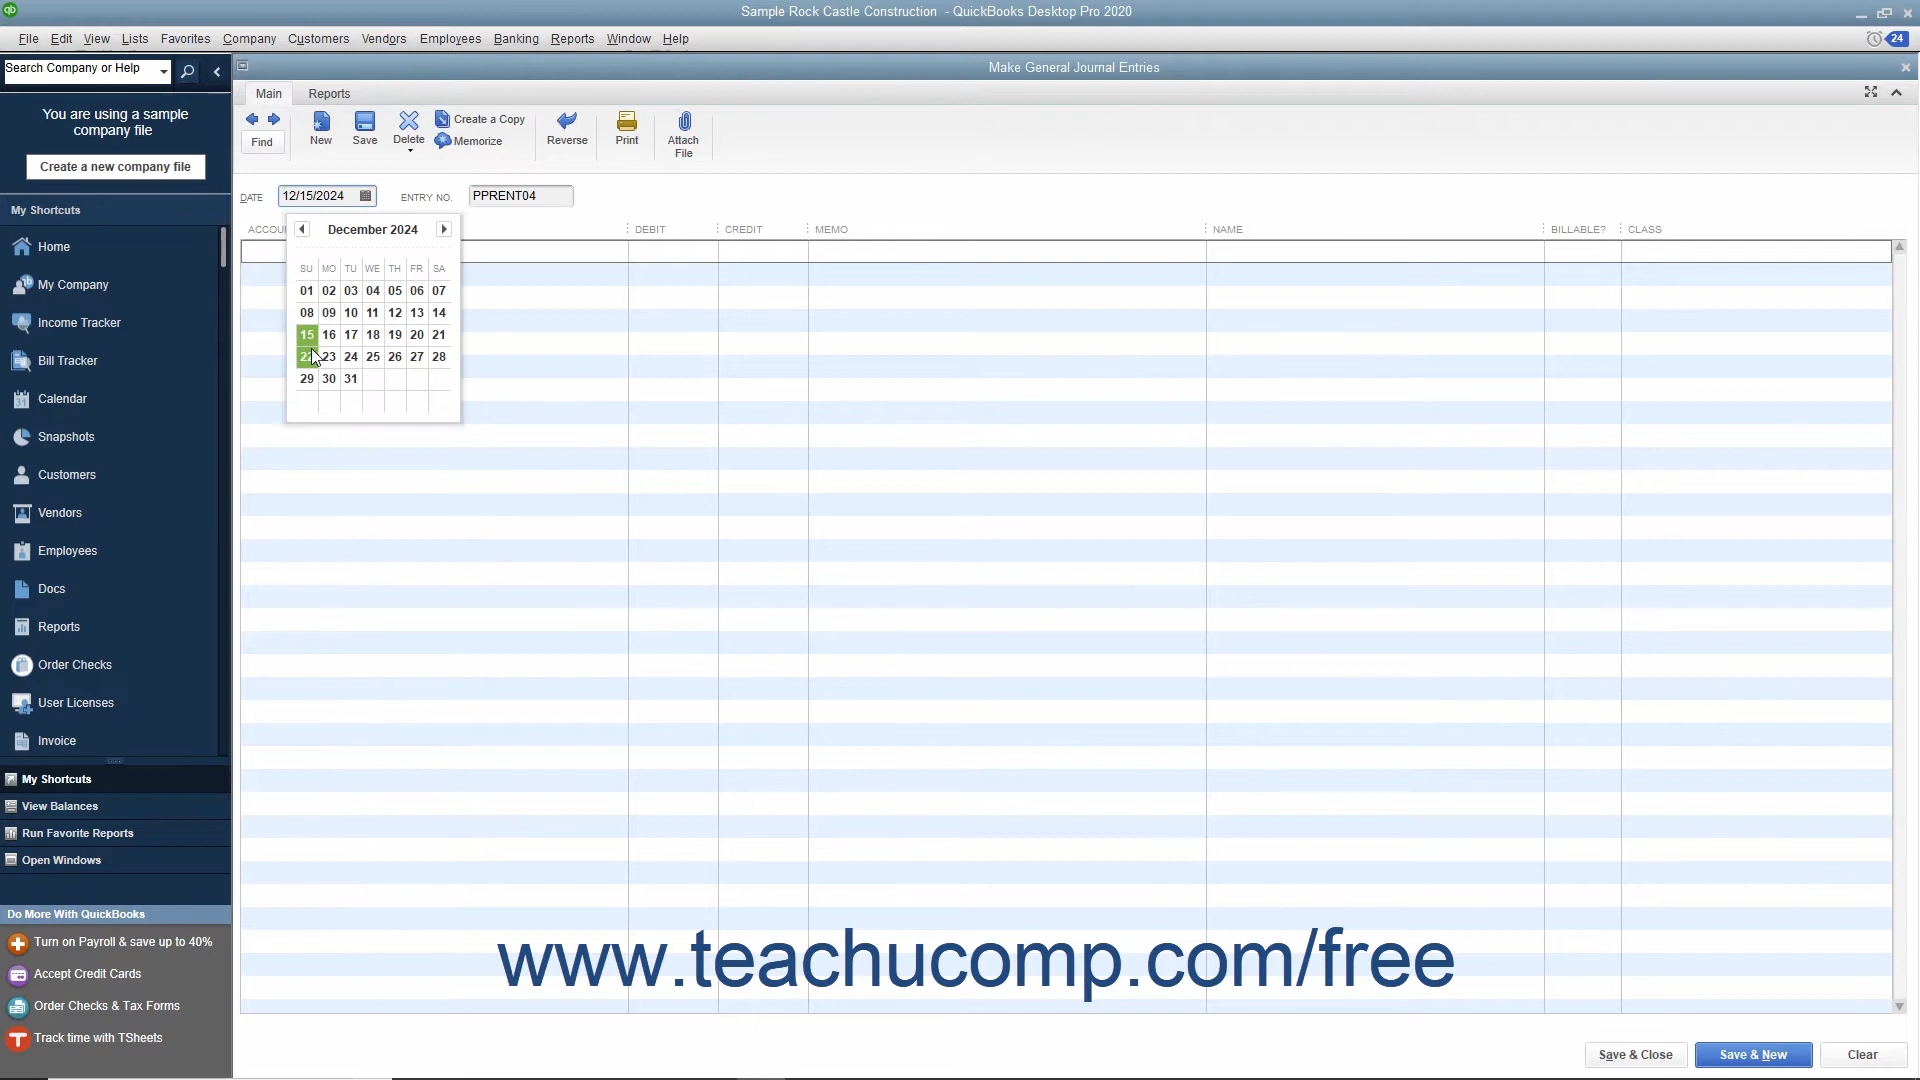 Sample Rock Castle Construction - QuickBooks Desktop Pro 2020
File Edit View Lists Favorites Company Customers Vendors Employees Banking Reports Window Help
24
Search Company or Help
Make General Journal Entries
You are using a sample
company file
Create a new company file
Main Reports
Find
New
Save
Delete
Create a Copy
Memorize
Reverse
Print
Attach
File
DATE 12/15/2024 ENTRY NO. PPRENT04
DEBIT CREDIT MEMO NAME BILLABLE? CLASS
December 2024
SU MO TU WE TH FR SA
01 02 03 04 05 06 07
08 09 10 11 12 13 14
15 16 17 18 19 20 21
23 24 25 26 27 28
29 30 31
My Shortcuts
Home
My Company
Income Tracker
Bill Tracker
Calendar
Snapshots
Customers
Vendors
Employees
Docs
Reports
Order Checks
User Licenses
Invoice
My Shortcuts
View Balances
Run Favorite Reports
Open Windows
Do More With QuickBooks
Turn on Payroll & save up to 40%
Accept Credit Cards
Order Checks & Tax Forms
Track time with TSheets
www.teachucomp.com/free
Save & Close Save & New Clear